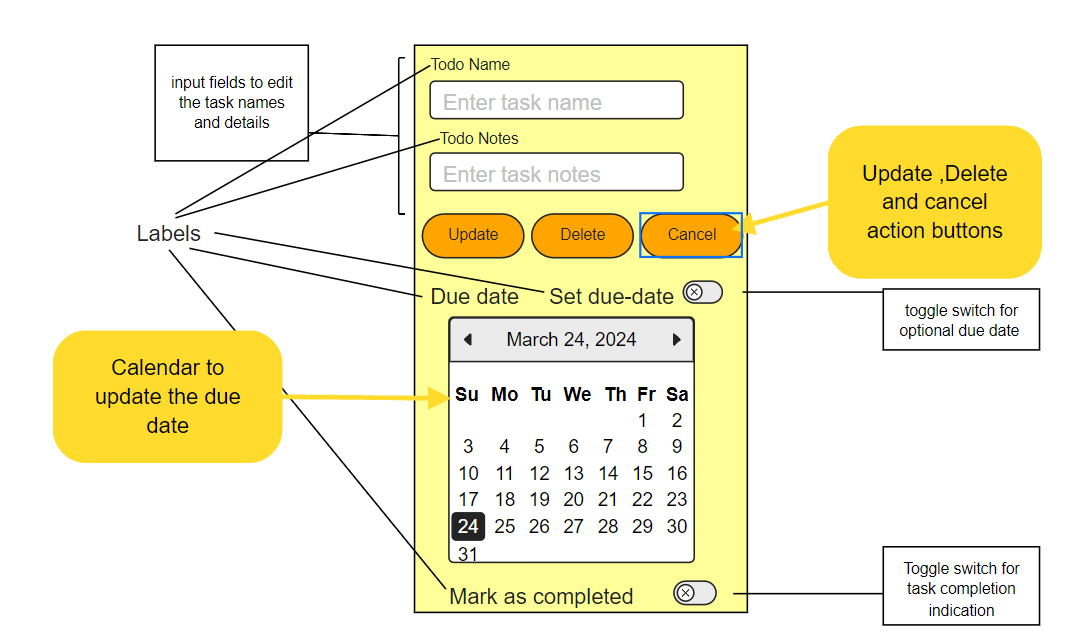 input fields to edit
the task names
and details
Todo Name
Enter task name
Todo Notes
Enter task notes
Labels
Update Delete Cancel
Update ,Delete
and cancel
action buttons
Due date Set due-date
toggle switch for
optional due date
Calendar to
update the due
date
March 24, 2024
Su Mo Tu We Th Fr Sa
1 2
3 4 5 6 7 8 9
10 11 12 13 14 15 16
17 18 19 20 21 22 23
24 25 26 27 28 29 30
31
Mark as completed
Toggle switch for
task completion
indication